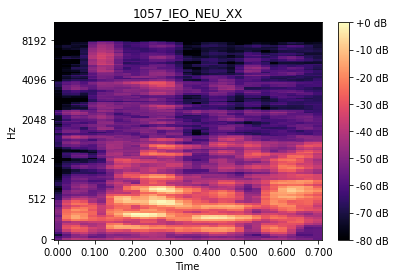 1057_IEO_NEU_XX
8192
4096
2048
1024
512
0
Hz
0.000 0.100 0.200 0.300 0.400 0.500 0.600 0.700
Time
+0 dB
-10 dB
-20 dB
-30 dB
-40 dB
-50 dB
-60 dB
-70 dB
-80 dB